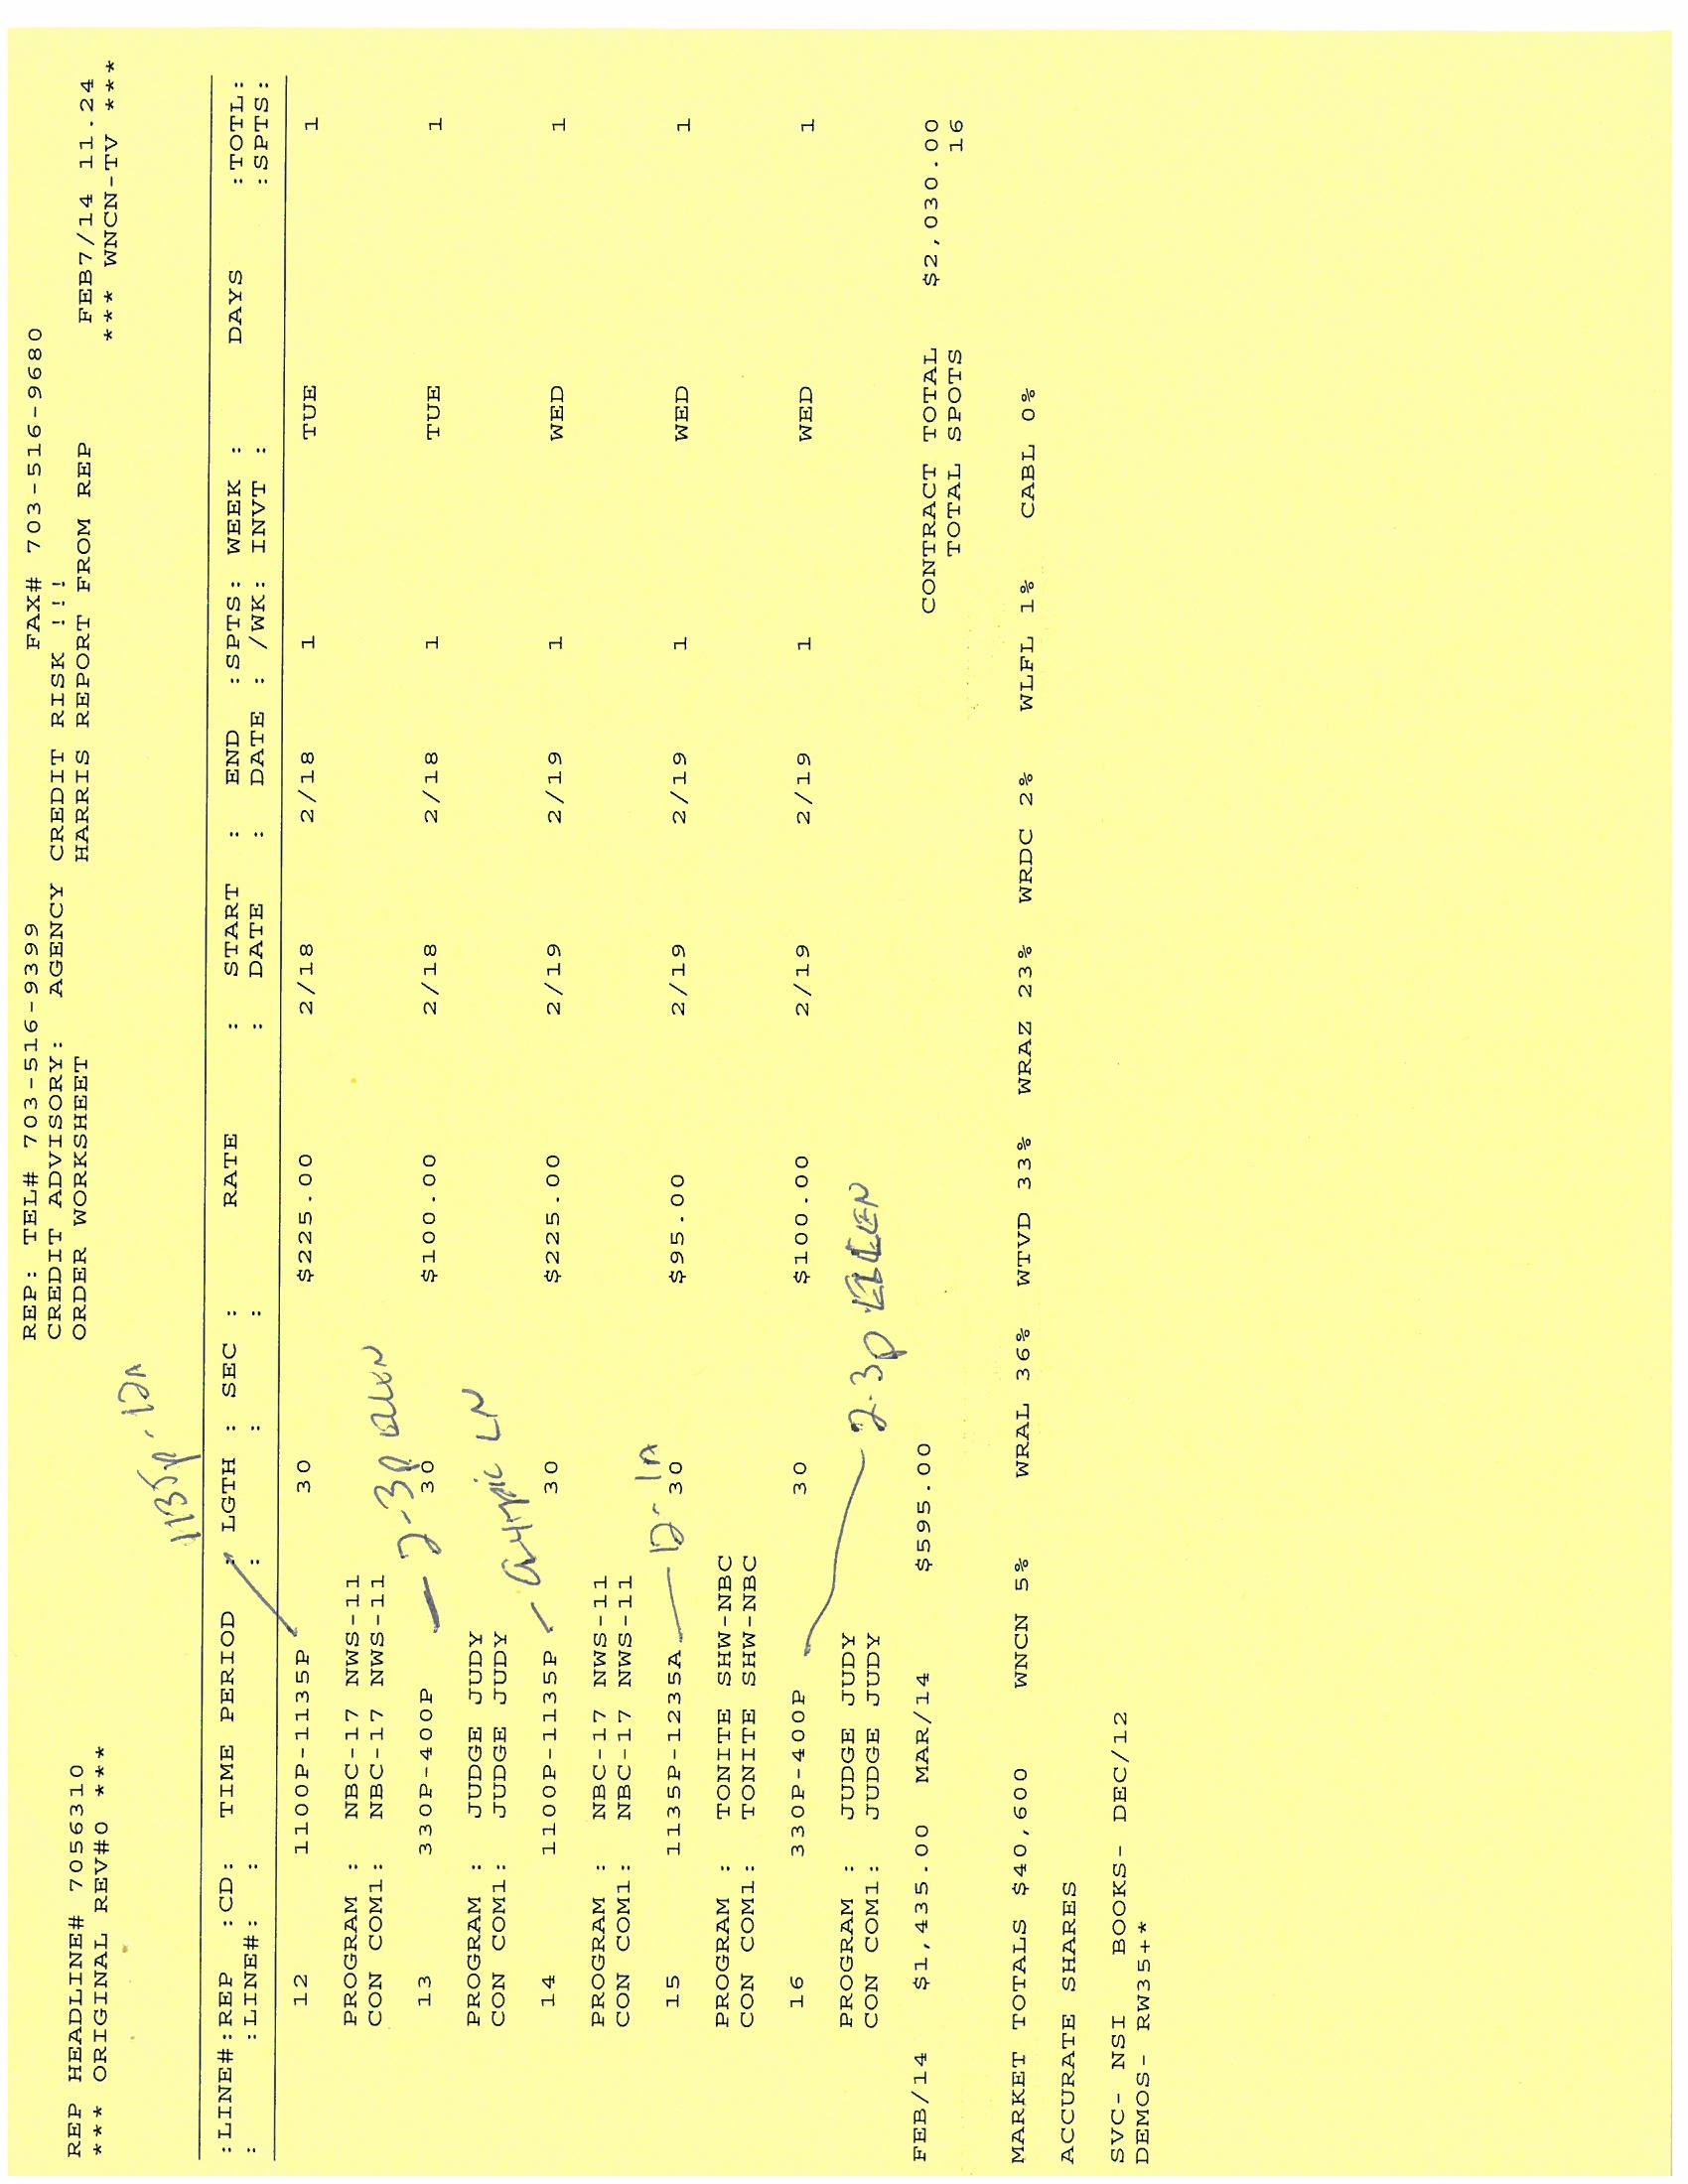 REP: TEL# 703-516-9399 FAX# 703-516-9680
CREDIT ADVISORY: AGENCY CREDIT RISK !!!
REP HEADLINE# 7056310 ORDER WORKSHEET HARRIS REPORT FROM REP FEB7/14 11.24
*** ORIGINAL REV#0 *** *** WNCN-TV ***
1135p-12A
:LINE#:REP :CD: TIME PERIOD : LGTH : SEC : RATE : START : END :SPTS: WEEK : DAYS :TOTL:
: :LINE#: : : : : DATE : DATE : /WK: INVT : :SPTS:
12 1100P-1135P 30 $225.00 2/18 2/18 1 TUE 1
PROGRAM : NBC-17 NWS-11
CON COM1: NBC-17 NWS-11
2-3p ELLEN
13 330P-400P 30 $100.00 2/18 2/18 1 TUE 1
PROGRAM : JUDGE JUDY
CON COM1: JUDGE JUDY
LN
14 1100P-1135P 30 $225.00 2/19 2/19 1 WED 1
PROGRAM : NBC-17 NWS-11
CON COM1: NBC-17 NWS-11
12-1A
15 1135P-1235A 30 $95.00 2/19 2/19 1 WED 1
PROGRAM : TONITE SHW-NBC
CON COM1: TONITE SHW-NBC
16 330P-400P 30 $100.00 2/19 2/19 1 WED 1
PROGRAM : JUDGE JUDY
2-3p ELLEN
CON COM1: JUDGE JUDY
FEB/14 $1,435.00 MAR/14 $595.00 CONTRACT TOTAL $2,030.00
TOTAL SPOTS 16
MARKET TOTALS $40,600 WNCN 5% WRAL 36% WTVD 33% WRAZ 23% WRDC 2% WLFL 1% CABL 0%
ACCURATE SHARES
SVC- NSI BOOKS- DEC/12
DEMOS- RW35+*